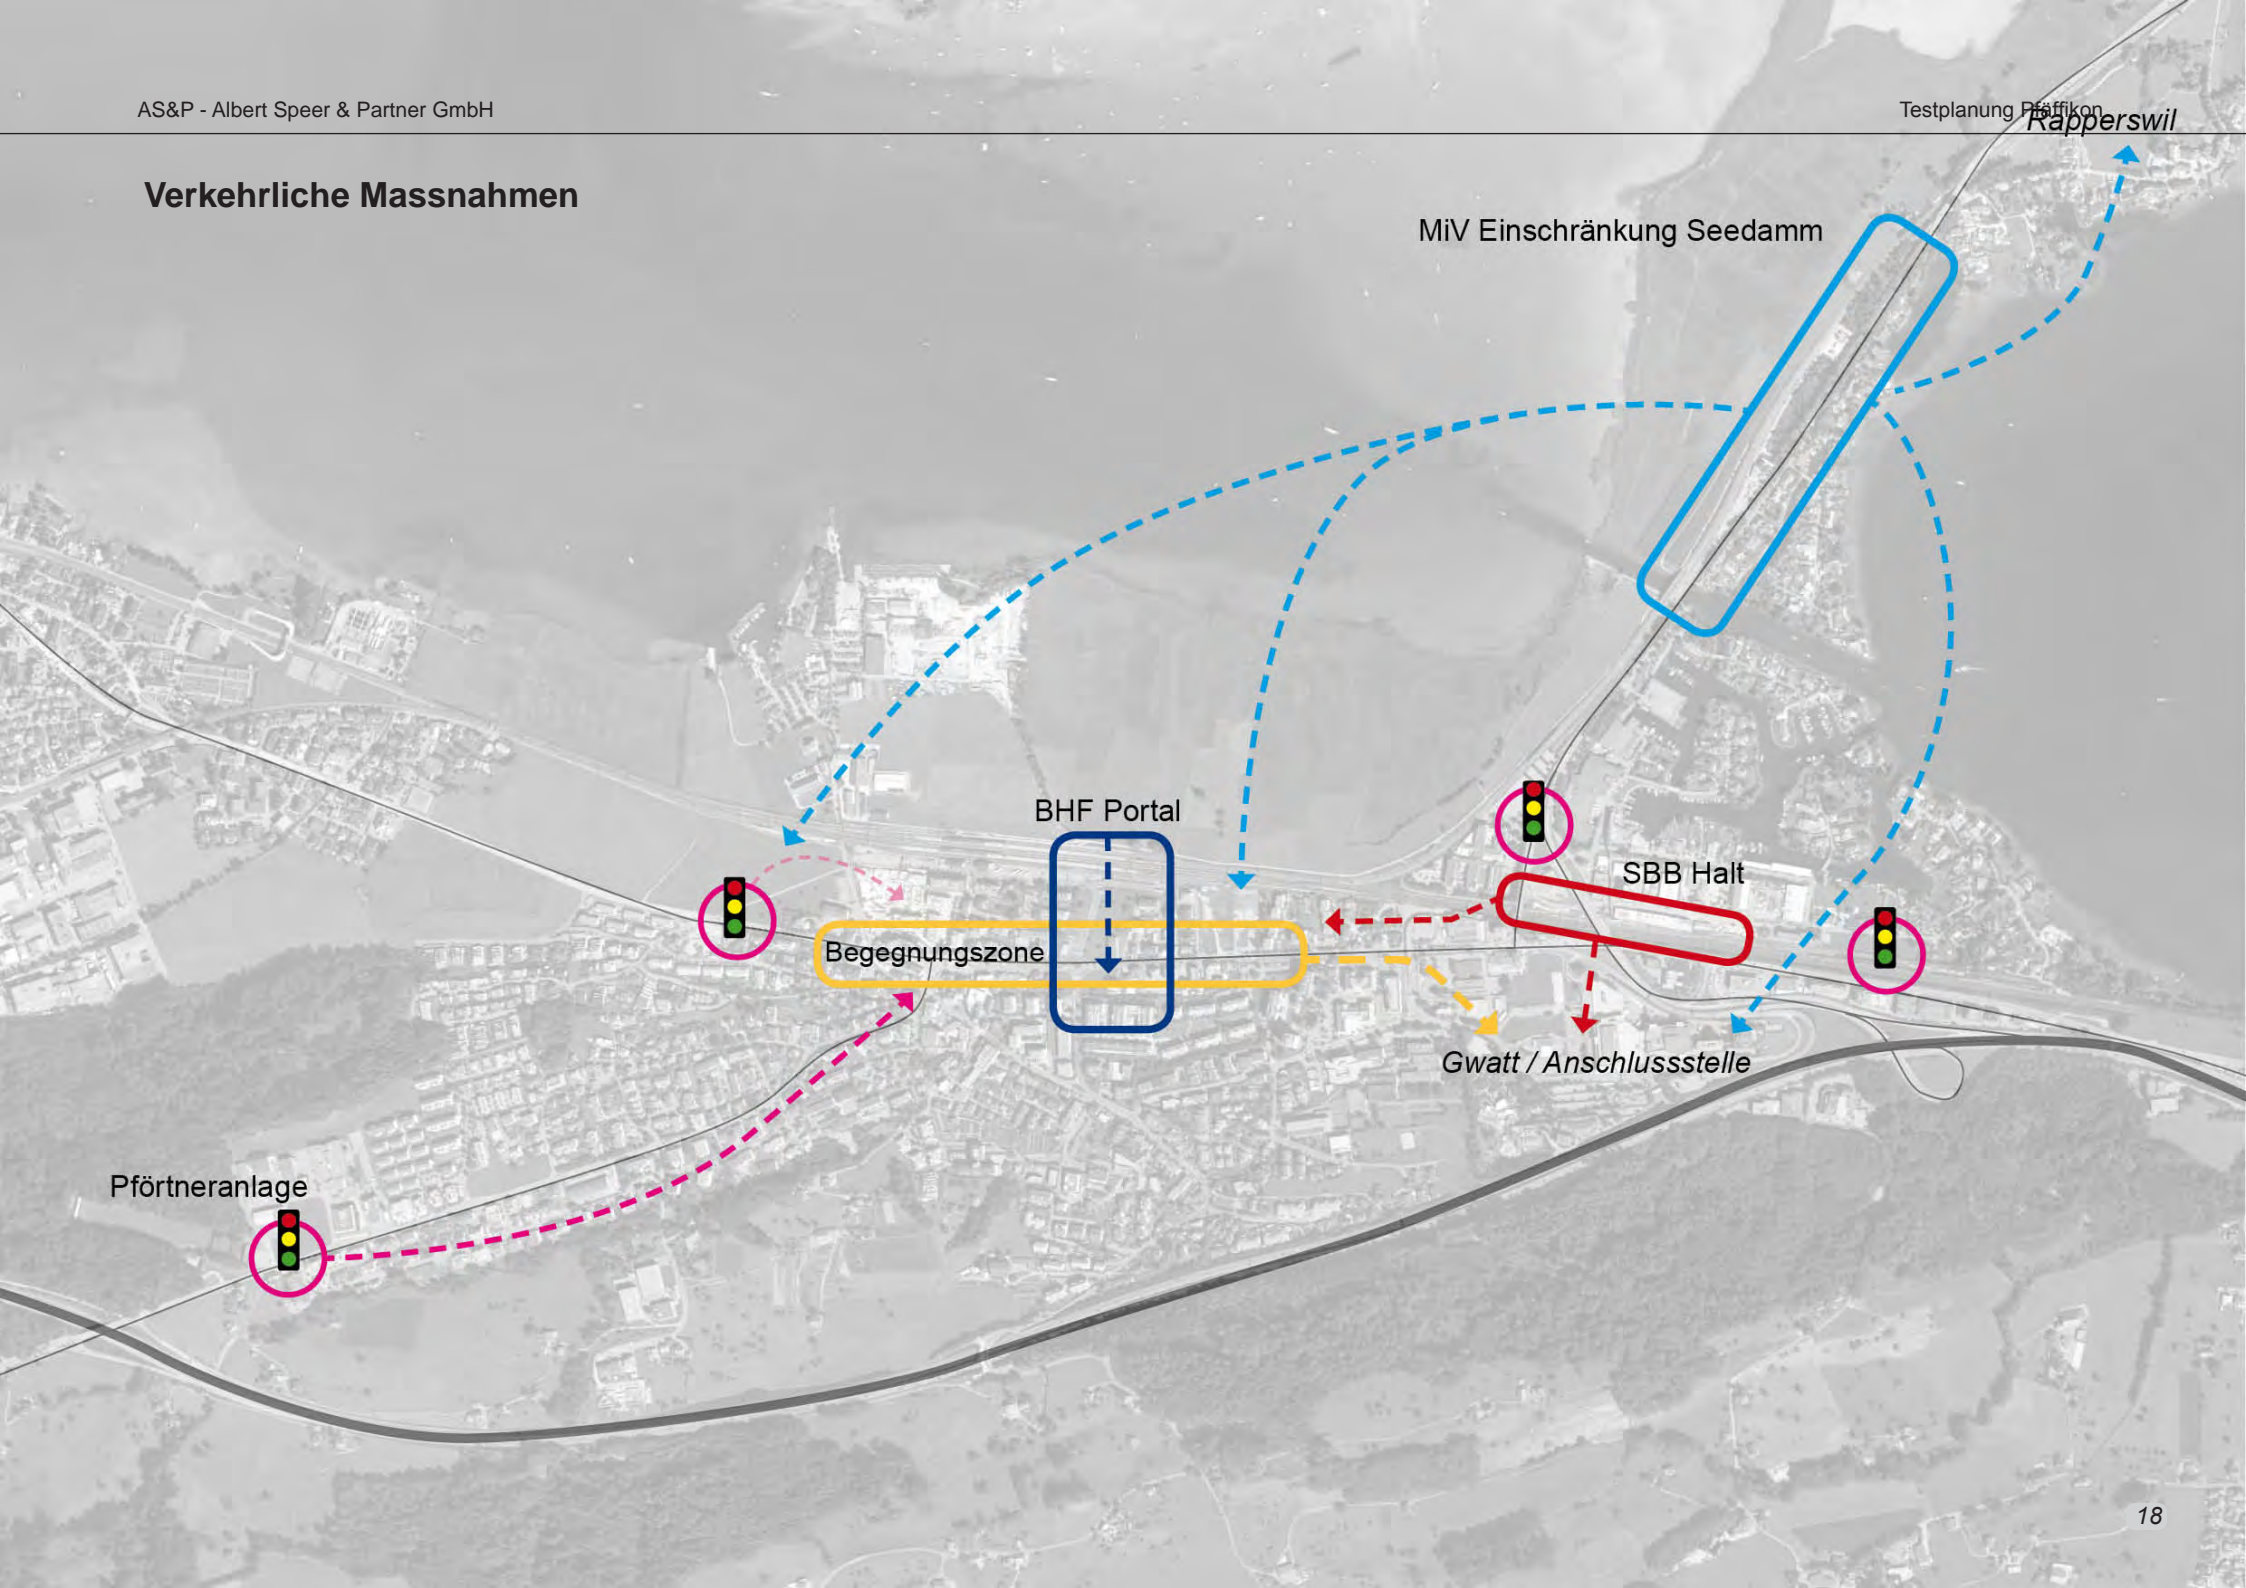 AS&P - Albert Speer & Partner GmbH
Testplanung Pfäffikon
Rapperswil
Verkehrliche Massnahmen
MiV Einschränkung Seedamm
BHF Portal
SBB Halt
Begegnungszone
Gwatt / Anschlussstelle
Pförtneranlage
18